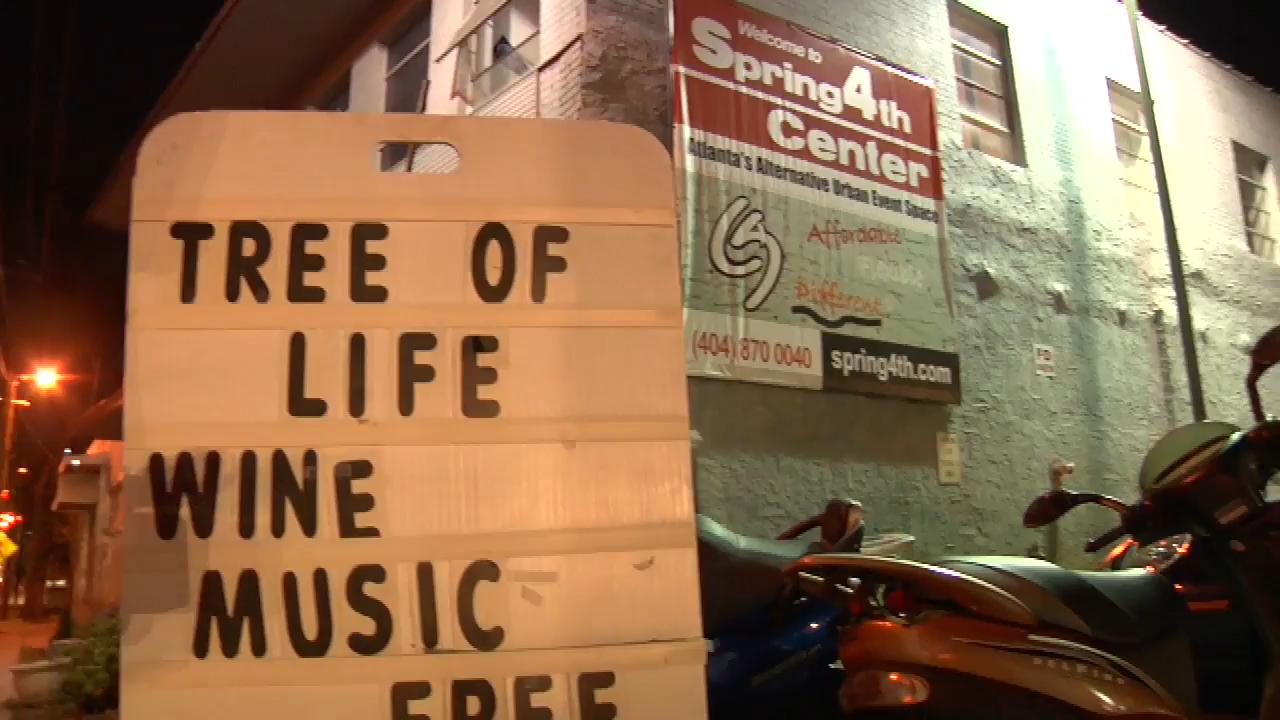 TREE OF
LIFE
WINE
MUSIC
FREE
Welcome to
Spring4th
Center
Atlanta's Alternative Urban Event Space
Affordable
Different
(404) 870 0040
spring4th.com